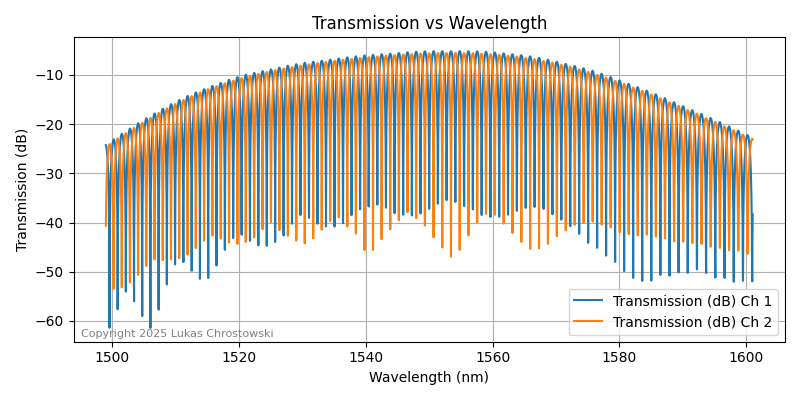 Transmission vs Wavelength
Transmission (dB)
−10
−20
−30
−40
−50
−60
Copyright 2025 Lukas Chrostowski
Transmission (dB) Ch 1
Transmission (dB) Ch 2
1500 1520 1540 1560 1580 1600
Wavelength (nm)